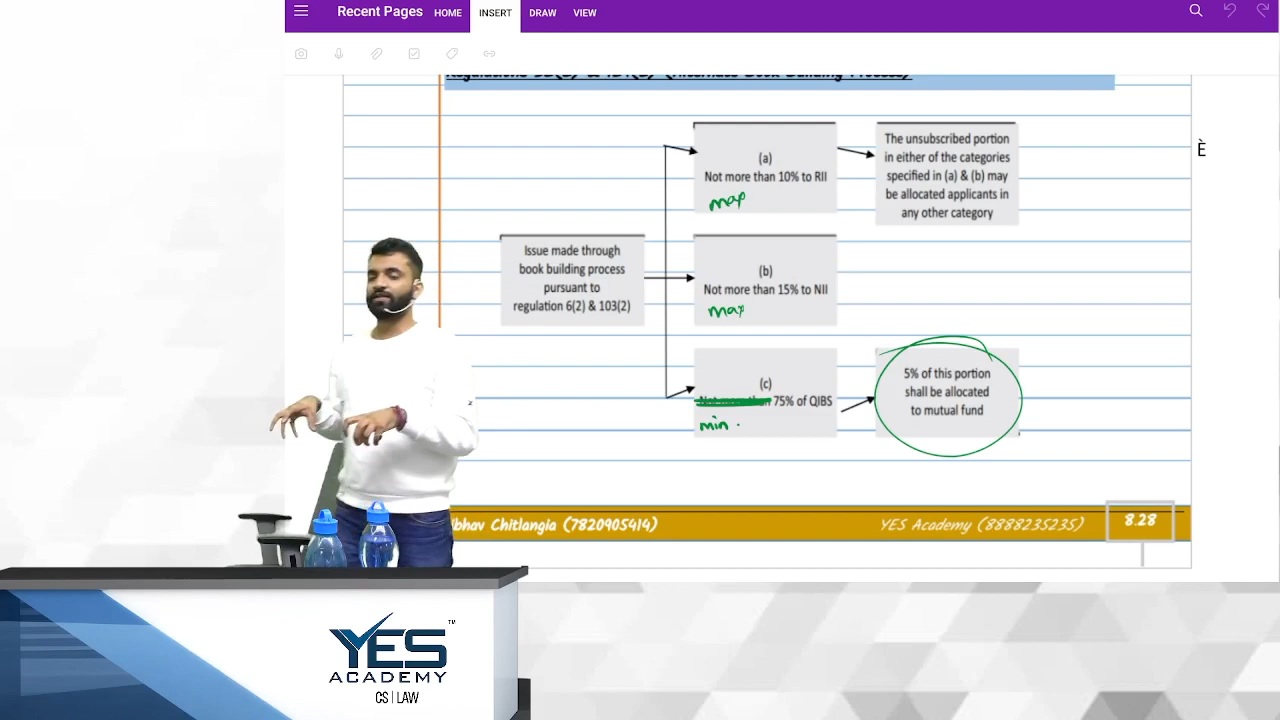 Recent Pages HOME INSERT DRAW VIEW
(a)
Not more than 10% to RII
max
The unsubscribed portion
in either of the categories
specified in (a) & (b) may
be allocated applicants in
any other category
È
Issue made through
book building process
pursuant to
regulation 6(2) & 103(2)
(b)
Not more than 15% to NII
max
(c)
75% of QIBS
min
5% of this portion
shall be allocated
to mutual fund
Chitlangia (7820905414)
YES Academy (8888235235)
8.28
YES
TM
ACADEMY
CS | LAW